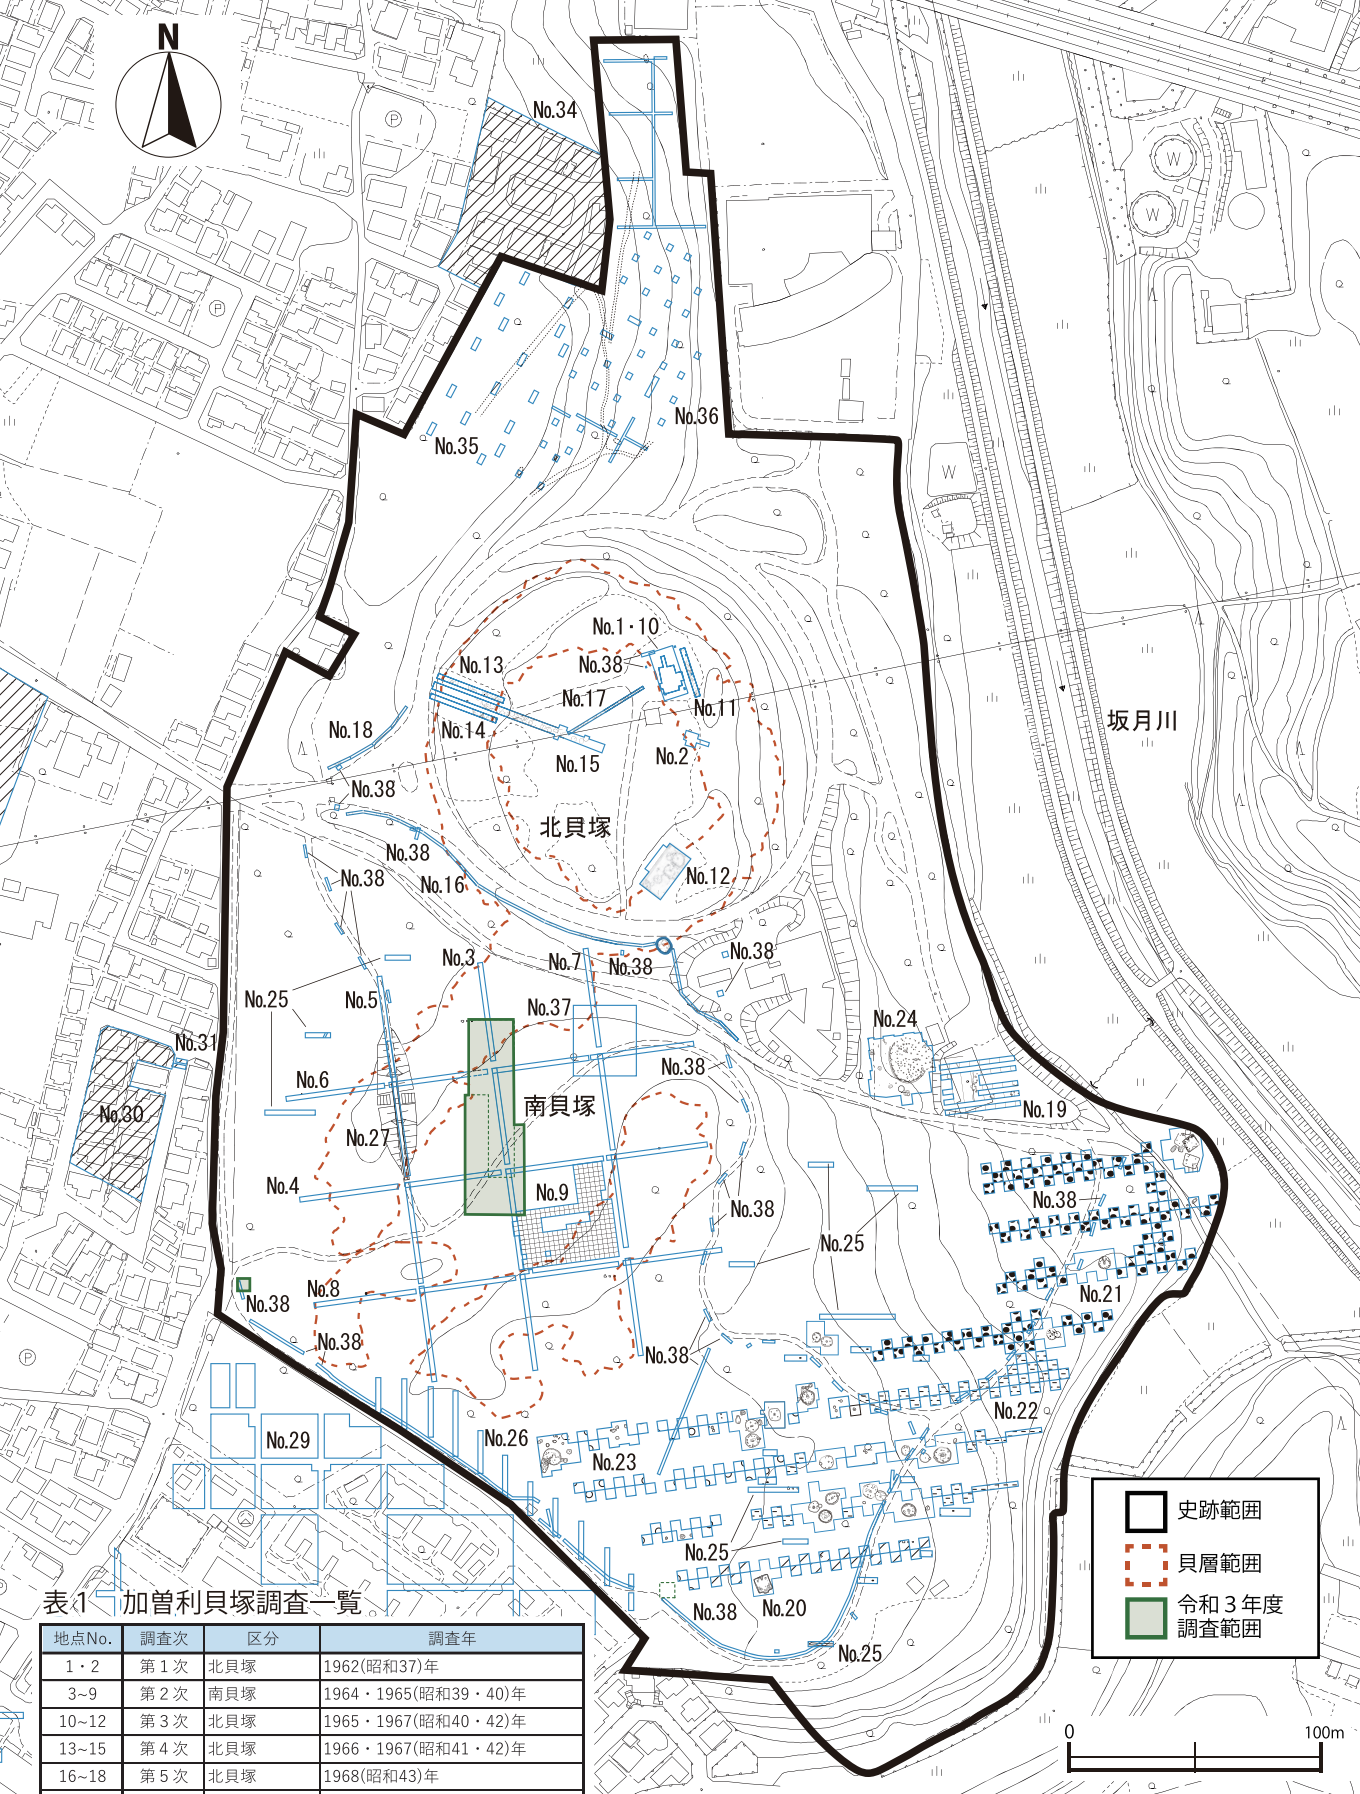 N
No.34
P
W
W
P
No.36
No.35
W
No.1・10
No.13
No.38
No.17
No.11
No.18
No.14
坂月川
No.2
No.15
No.38
北貝塚
No.38
No.38
No.12
No.16
No.38
No.3
No.7
No.38
No.25
No.5
No.37
No.24
No.31
No.38
No.6
南貝塚
No.19
No.30
No.27
No.4
No.9
No.38
No.38
No.25
No.8
No.21
No.38
No.38
No.38
P
No.22
No.26
No.29
No.23
史跡範囲
No.25
貝層範囲
令和3年度
調査範囲
No.38
No.20
No.25
表1 加曽利貝塚調査一覧
地点No. 調査次 区分 調査年
1・2 第1次 北貝塚 1962(昭和37)年
3~9 第2次 南貝塚 1964・1965(昭和39・40)年
10~12 第3次 北貝塚 1965・1967(昭和40・42)年
13~15 第4次 北貝塚 1966・1967(昭和41・42)年
16~18 第5次 北貝塚 1968(昭和43)年
0 100m